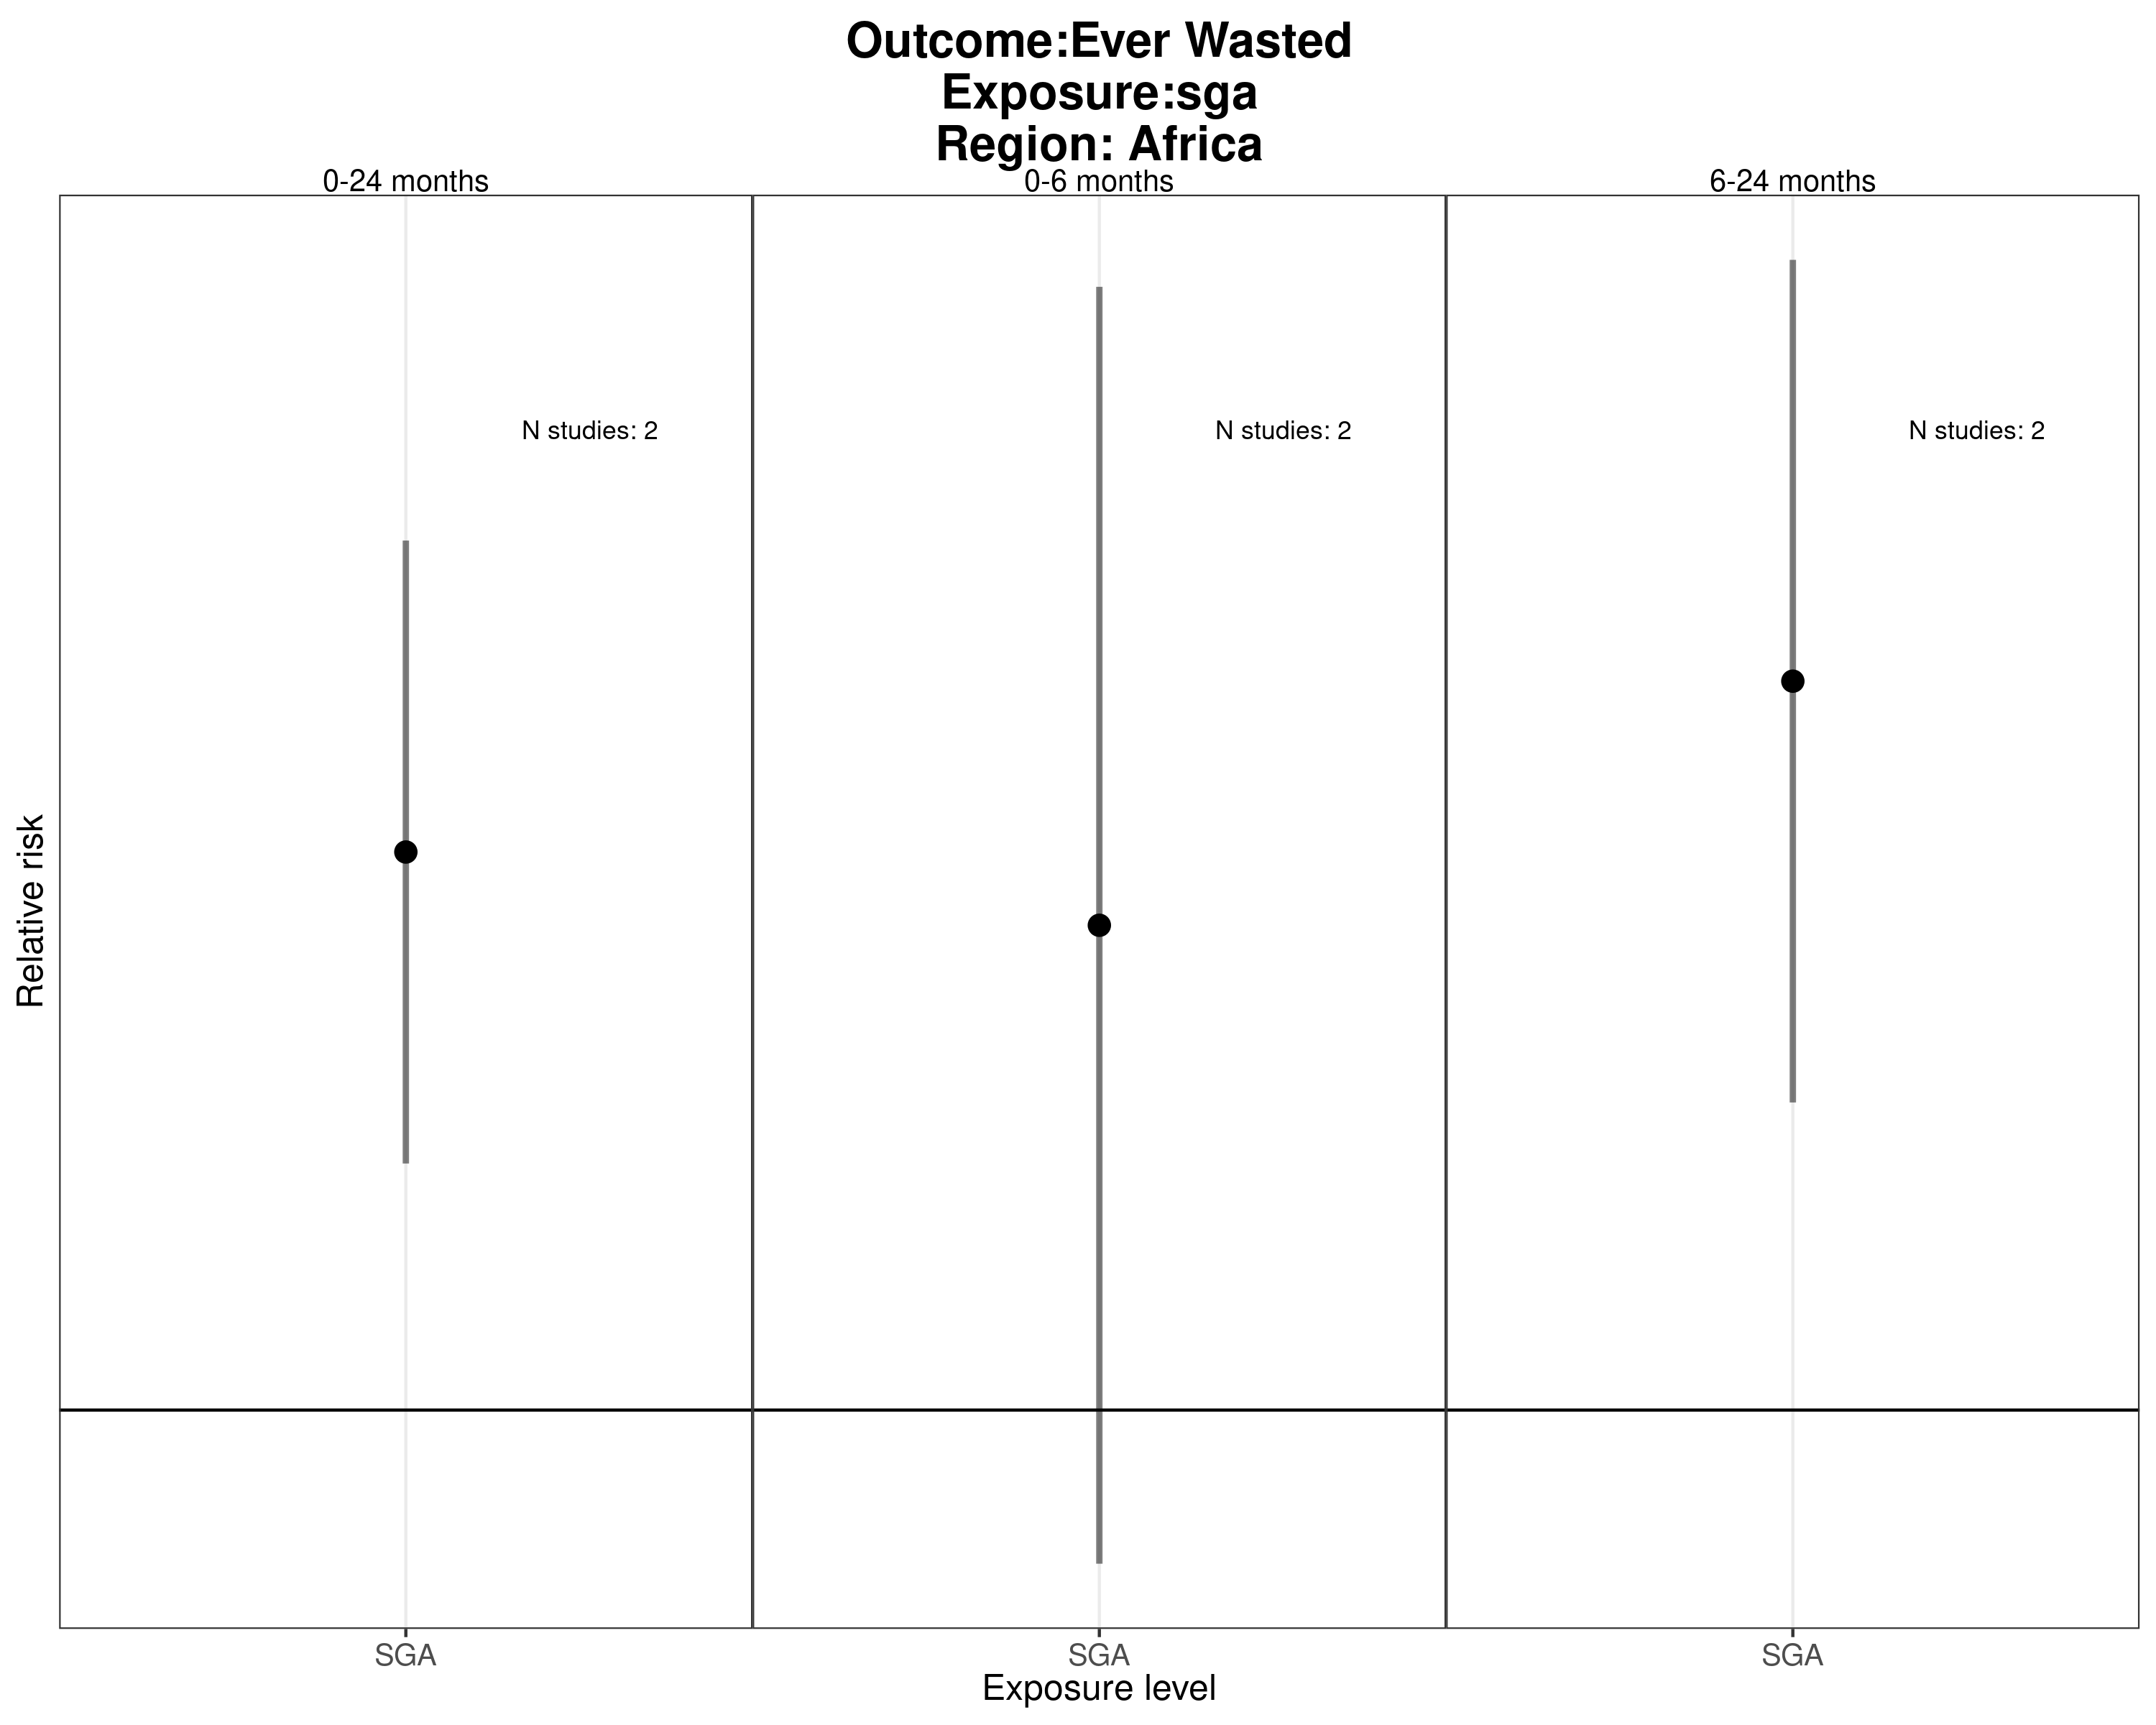 Outcome:Ever Wasted
Exposure:sga
Region: Africa
0-24 months
0-6 months
6-24 months
N studies: 2
N studies: 2
N studies: 2
Relative risk
SGA
SGA
SGA
Exposure level